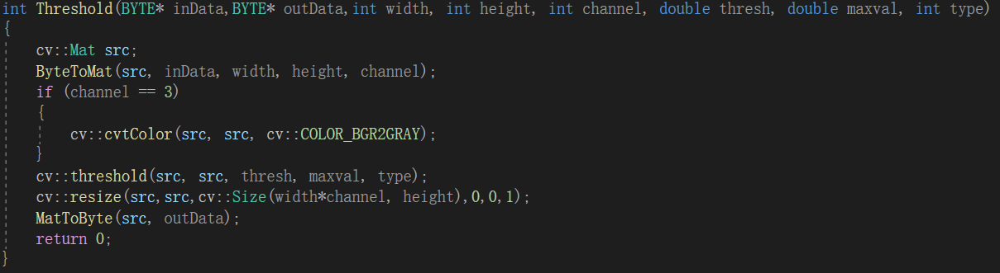 int Threshold(BYTE* inData,BYTE* outData,int width, int height, int channel, double thresh, double maxval, int type)
{
    cv::Mat src;
    ByteToMat(src, inData, width, height, channel);
    if (channel == 3)
    {
        cv::cvtColor(src, src, cv::COLOR_BGR2GRAY);
    }
    cv::threshold(src, src, thresh, maxval, type);
    cv::resize(src,src,cv::Size(width*channel, height),0,0,1);
    MatToByte(src, outData);
    return 0;
}